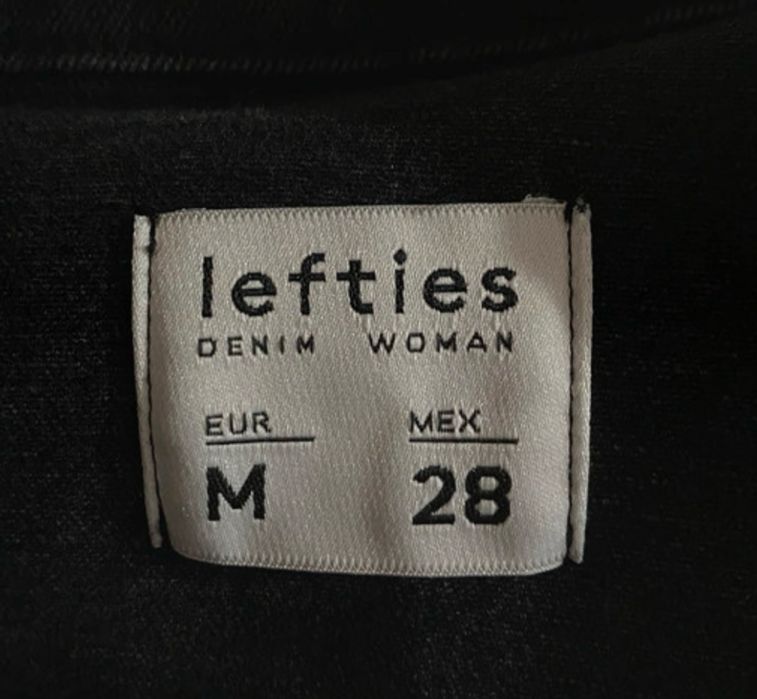 lefties
DENIM WOMAN
EUR MEX
M 28